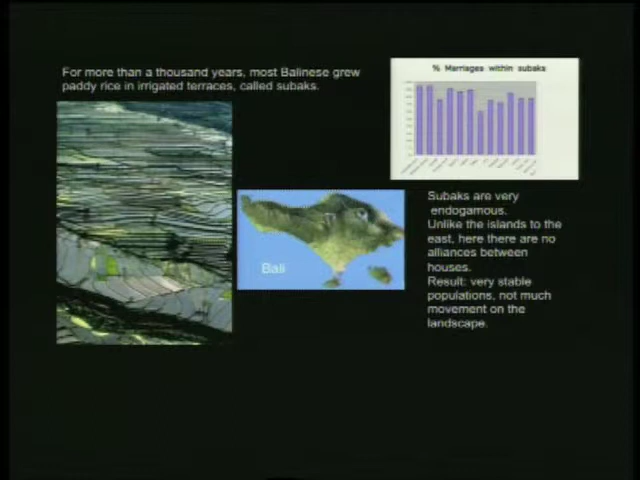 For more than a thousand years, most Balinese grew
paddy rice in irrigated terraces, called subaks.
% Marriages within subaks
Bali
Subaks are very
endogamous.
Unlike the islands to the
east, here there are no
alliances between
houses.
Result: very stable
populations, not much
movement on the
landscape.